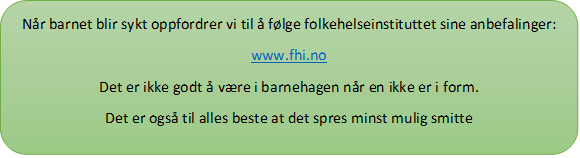 Når barnet blir sykt oppfordrer vi til å følge folkehelseinstituttet sine anbefalinger:
www.fhi.no
Det er ikke godt å være i barnehagen når en ikke er i form.
Det er også til alles beste at det spres minst mulig smitte